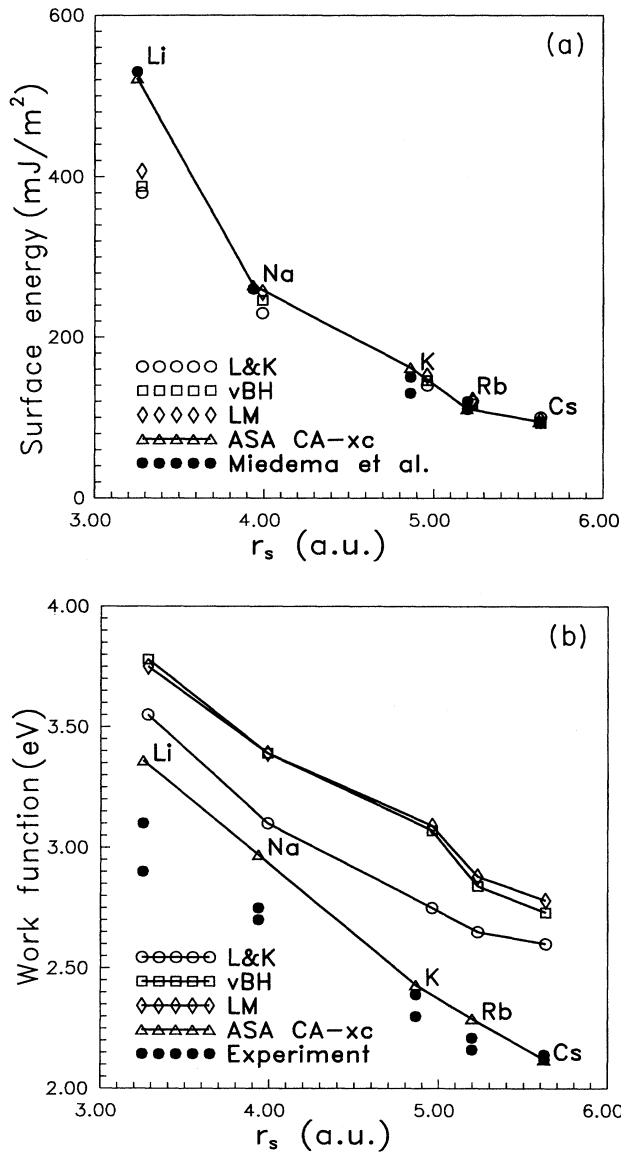 600
(a)
Li
400
Surface energy (mJ/m²)
Na
200
K
L&K
Rb
vBH
LM
Cs
ASA CA-xc
Miedema et al.
0
3.00 4.00 5.00 6.00
r_s (a.u.)
4.00
(b)
3.50
Work function (eV)
Li
3.00
Na
2.50
L&K
vBH
K
LM
Rb
ASA CA-xc
Experiment
Cs
2.00
3.00 4.00 5.00 6.00
r_s (a.u.)